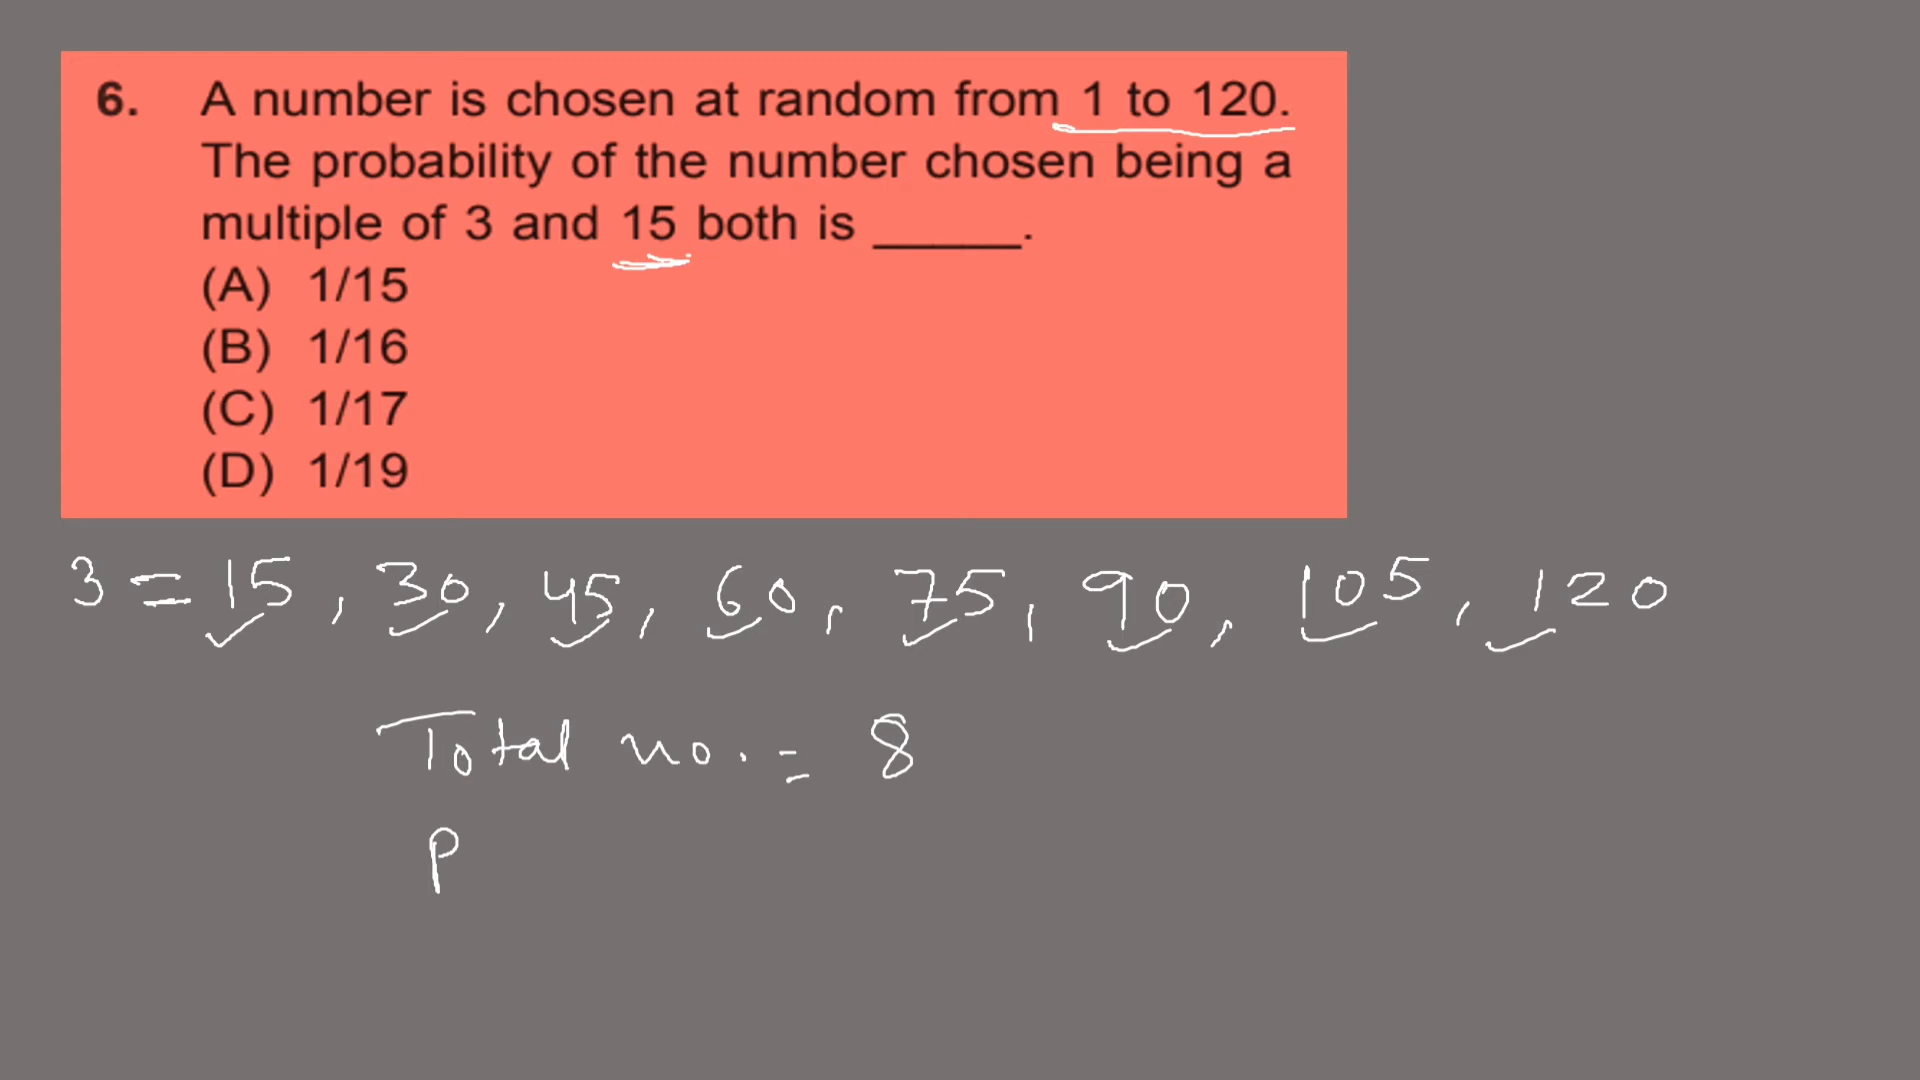 6. A number is chosen at random from 1 to 120.
The probability of the number chosen being a
multiple of 3 and 15 both is _____.
(A) 1/15
(B) 1/16
(C) 1/17
(D) 1/19
3 = 15, 30, 45, 60, 75, 90, 105, 120
Total no. = 8
P